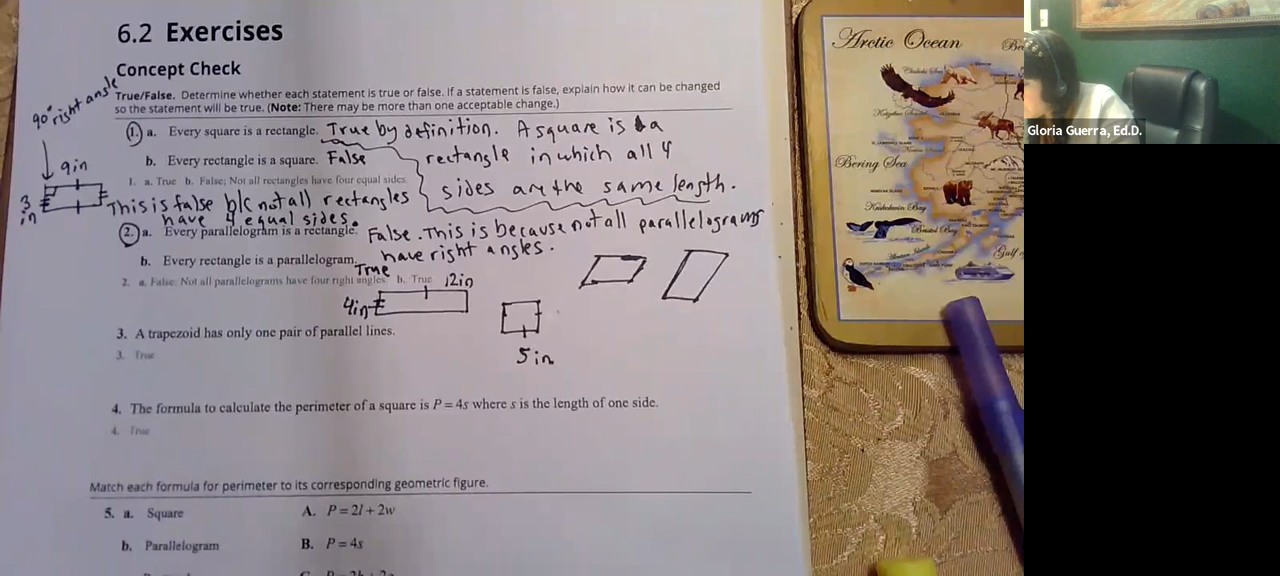 6.2 Exercises
Concept Check
True/False. Determine whether each statement is true or false. If a statement is false, explain how it can be changed
so the statement will be true. (Note: There may be more than one acceptable change.)
90° right angle
9in
3 in
1. a. Every square is a rectangle. True by definition. A square is a
rectangle in which all 4
sides are the same length.
b. Every rectangle is a square. False
1. a. True b. False; Not all rectangles have four equal sides.
This is false b/c not all rectangles
have 4 equal sides.
2. a. Every parallelogram is a rectangle. False. This is because not all parallelograms
have right angles.
b. Every rectangle is a parallelogram. True
2. a. False; Not all parallelograms have four right angles. b. True
12in
4in
5in
3. A trapezoid has only one pair of parallel lines.
3. True
4. The formula to calculate the perimeter of a square is P = 4s where s is the length of one side.
4. True
Match each formula for perimeter to its corresponding geometric figure.
5. a. Square A. P = 2l + 2w
b. Parallelogram B. P = 4s
Arctic Ocean
Chukchi Sea
Bering Sea
Bristol Bay
Gulf of
Gloria Guerra, Ed.D.